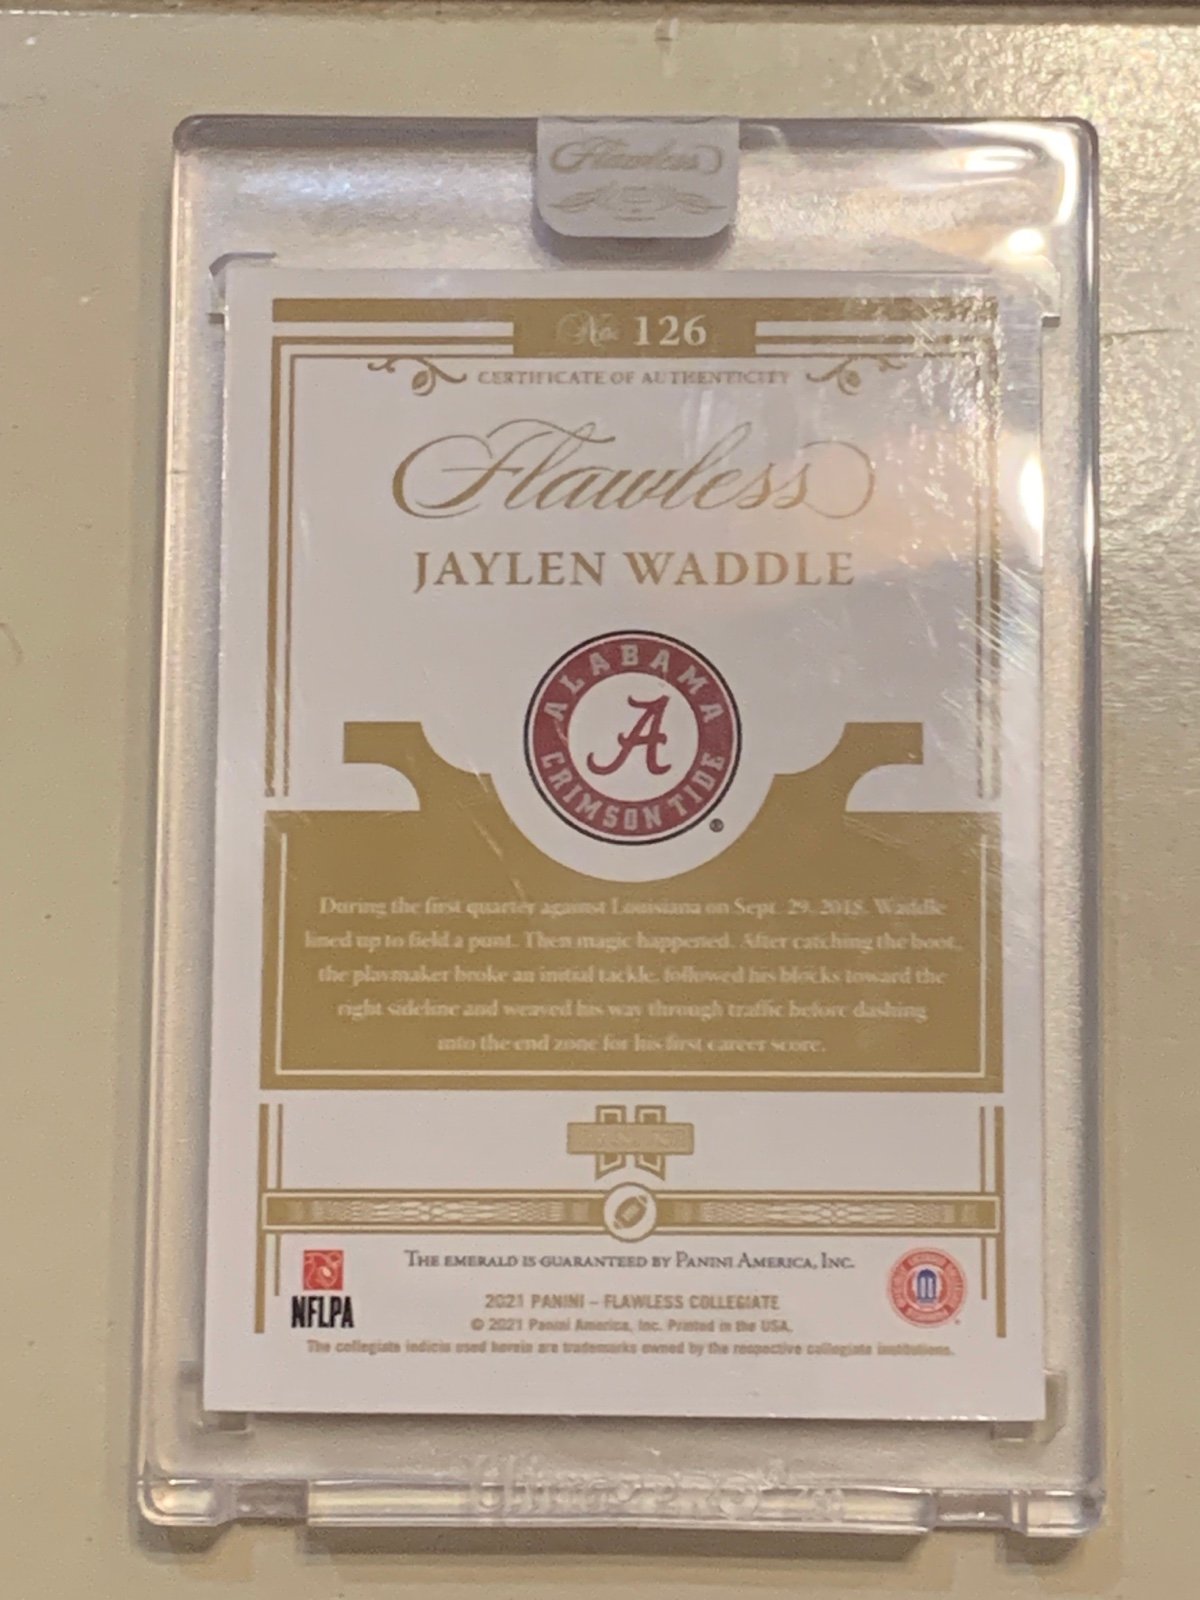 Flawless
No. 126
CERTIFICATE OF AUTHENTICITY
Flawless
JAYLEN WADDLE
ALABAMA
A
CRIMSON TIDE
®
During the first quarter against Louisiana on Sept. 29, 2018, Waddle
lined up to field a punt. Then magic happened. After catching the boot,
the playmaker broke an initial tackle, followed his blocks toward the
right sideline and weaved his way through traffic before dashing
into the end zone for his first career score.
THE EMERALD IS GUARANTEED BY PANINI AMERICA, INC.
NFLPA
2021 PANINI – FLAWLESS COLLEGIATE
© 2021 Panini America, Inc. Printed in the USA.
The collegiate indicia used herein are trademarks owned by the respective collegiate institutions.
Ultra PRO